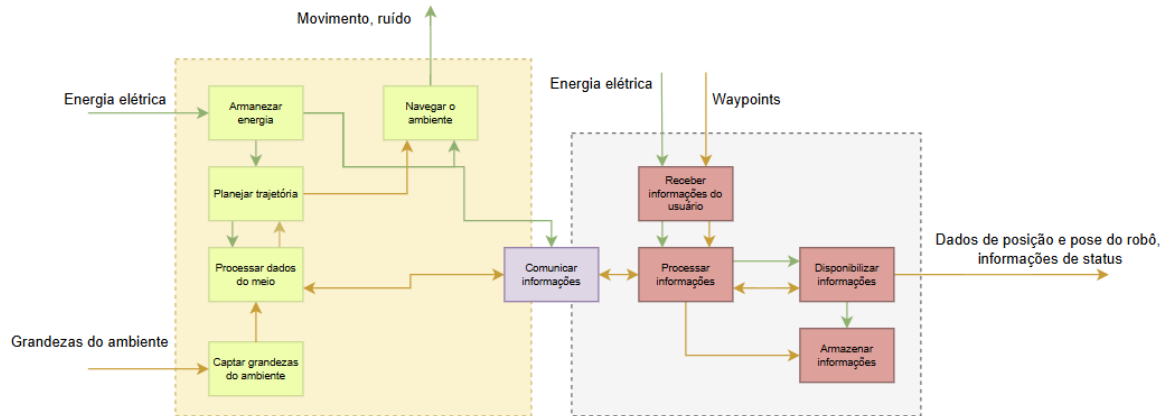 Movimento, ruído
Energia elétrica
Armanezar
energia
Navegar o
ambiente
Energia elétrica
Waypoints
Planejar trajetória
Receber
informações do
usuário
Processar dados
do meio
Comunicar
informações
Processar
informações
Disponibilizar
informações
Dados de posição e pose do robô,
informações de status
Grandezas do ambiente
Captar grandezas
do ambiente
Armazenar
informações